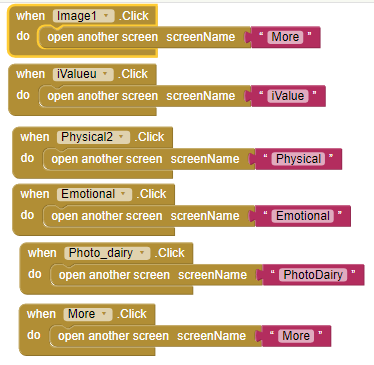 when Image1 .Click
do open another screen screenName " More "
when iValueu .Click
do open another screen screenName " iValue "
when Physical2 .Click
do open another screen screenName " Physical "
when Emotional .Click
do open another screen screenName " Emotional "
when Photo_dairy .Click
do open another screen screenName " PhotoDairy "
when More .Click
do open another screen screenName " More "